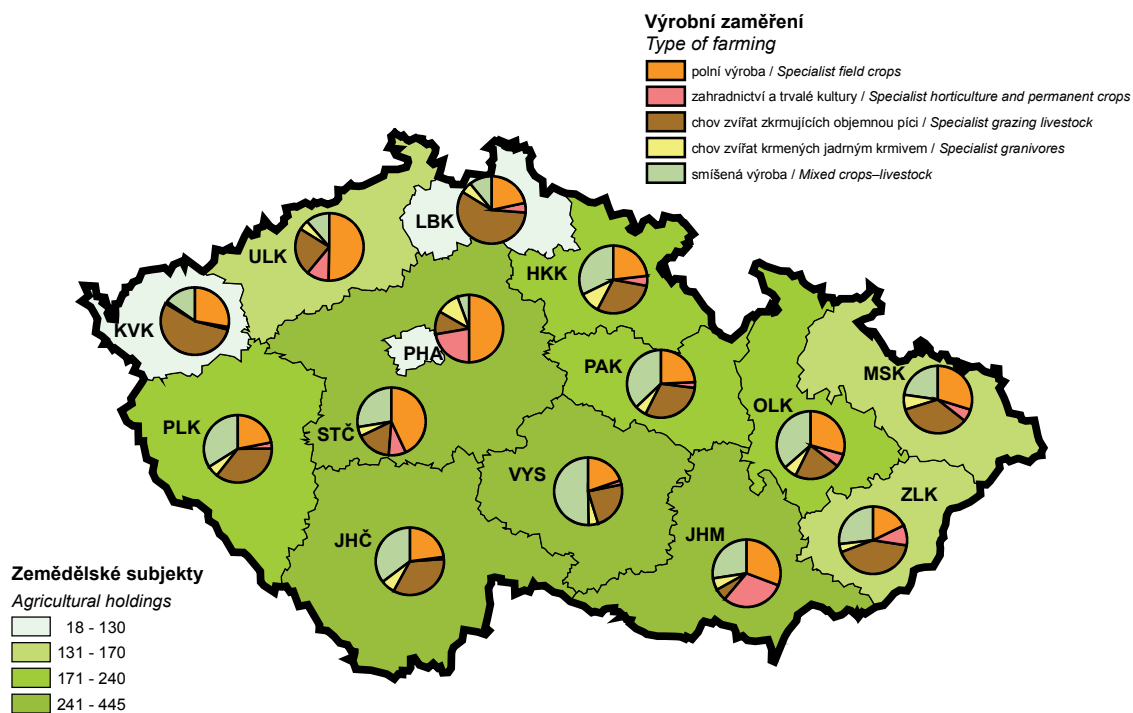 Výrobní zaměření
Type of farming
polní výroba / Specialist field crops
zahradnictví a trvalé kultury / Specialist horticulture and permanent crops
chov zvířat zkrmujících objemnou píci / Specialist grazing livestock
chov zvířat krmených jadrným krmivem / Specialist granivores
smíšená výroba / Mixed crops–livestock
LBK
ULK
HKK
KVK
PHA
PAK
MSK
OLK
PLK
STČ
VYS
ZLK
JHČ
JHM
Zemědělské subjekty
Agricultural holdings
18 - 130
131 - 170
171 - 240
241 - 445